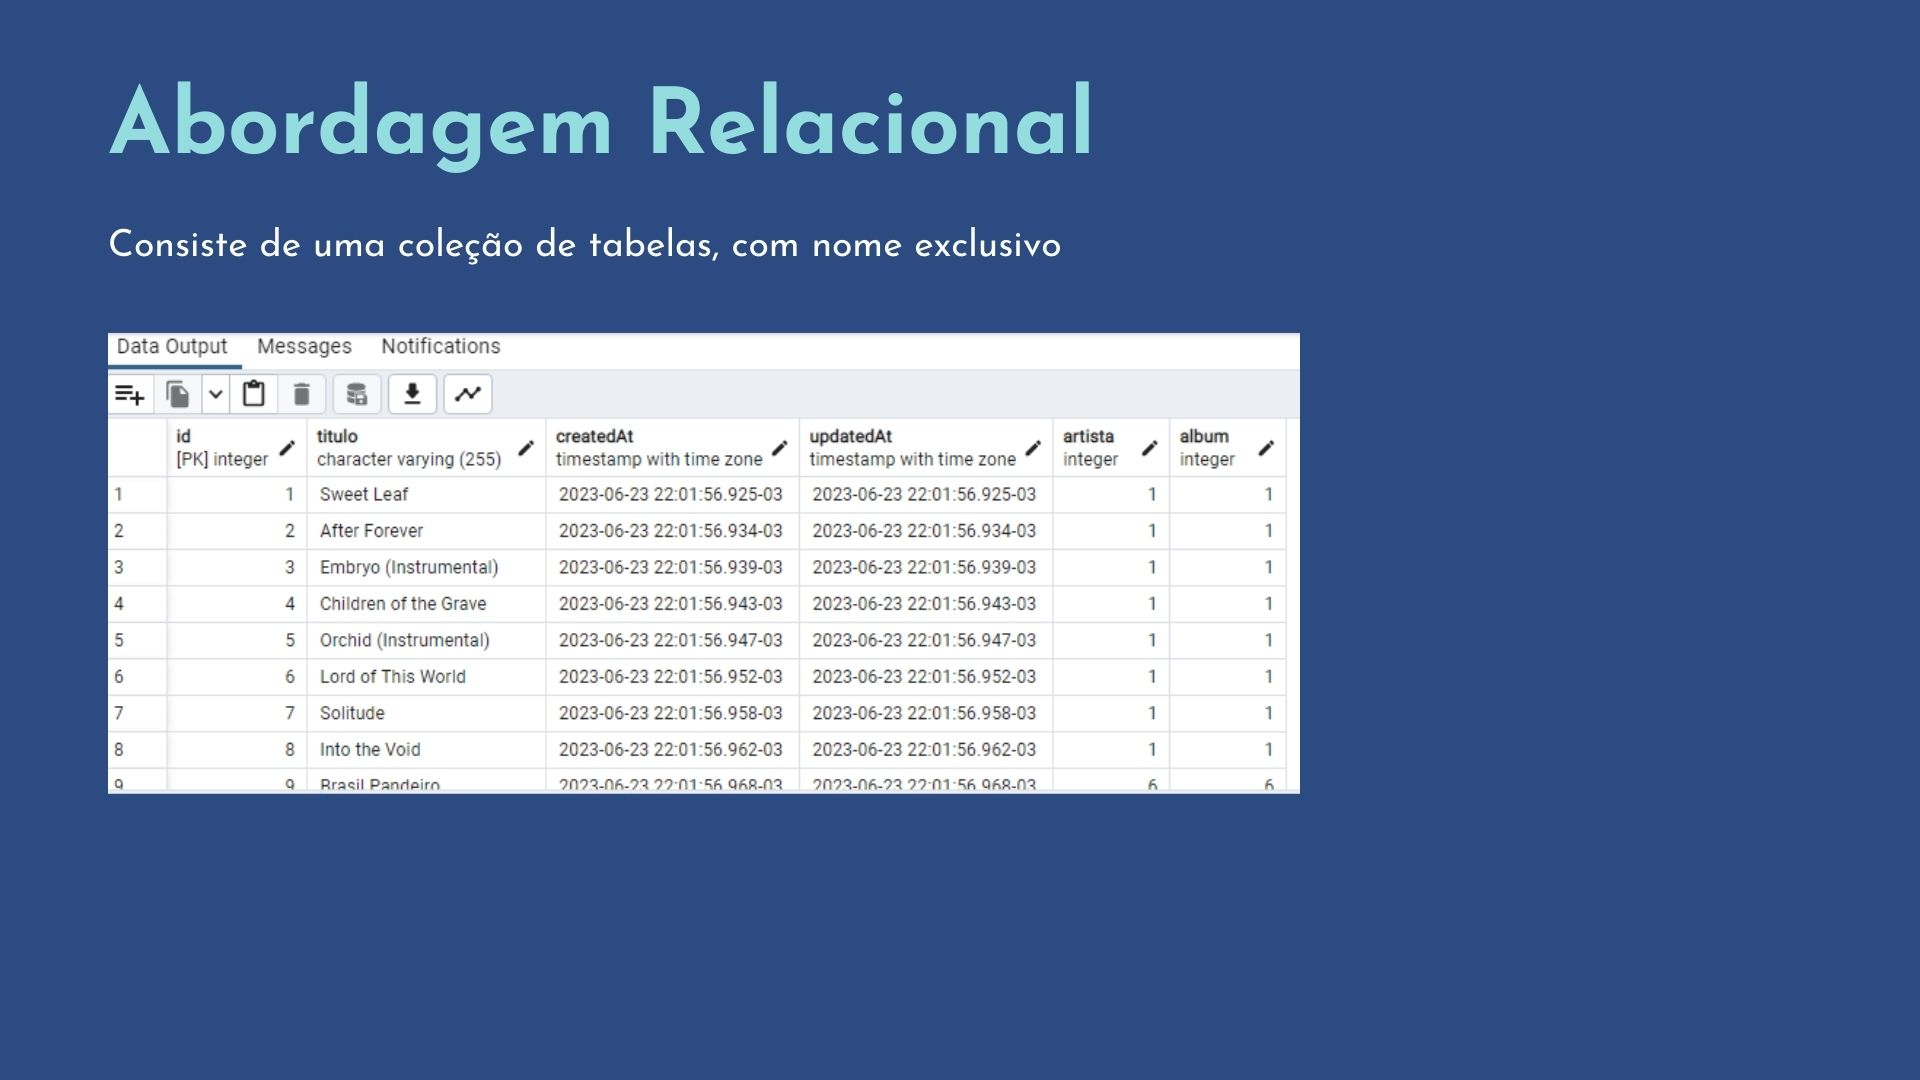 Abordagem Relacional
Consiste de uma coleção de tabelas, com nome exclusivo
Data Output Messages Notifications
id titulo createdAt updatedAt artista album
[PK] integer character varying (255) timestamp with time zone timestamp with time zone integer integer
1 1 Sweet Leaf 2023-06-23 22:01:56.925-03 2023-06-23 22:01:56.925-03 1 1
2 2 After Forever 2023-06-23 22:01:56.934-03 2023-06-23 22:01:56.934-03 1 1
3 3 Embryo (Instrumental) 2023-06-23 22:01:56.939-03 2023-06-23 22:01:56.939-03 1 1
4 4 Children of the Grave 2023-06-23 22:01:56.943-03 2023-06-23 22:01:56.943-03 1 1
5 5 Orchid (Instrumental) 2023-06-23 22:01:56.947-03 2023-06-23 22:01:56.947-03 1 1
6 6 Lord of This World 2023-06-23 22:01:56.952-03 2023-06-23 22:01:56.952-03 1 1
7 7 Solitude 2023-06-23 22:01:56.958-03 2023-06-23 22:01:56.958-03 1 1
8 8 Into the Void 2023-06-23 22:01:56.962-03 2023-06-23 22:01:56.962-03 1 1
9 9 Brasil Pandeiro 2023-06-23 22:01:56.968-03 2023-06-23 22:01:56.968-03 6 6